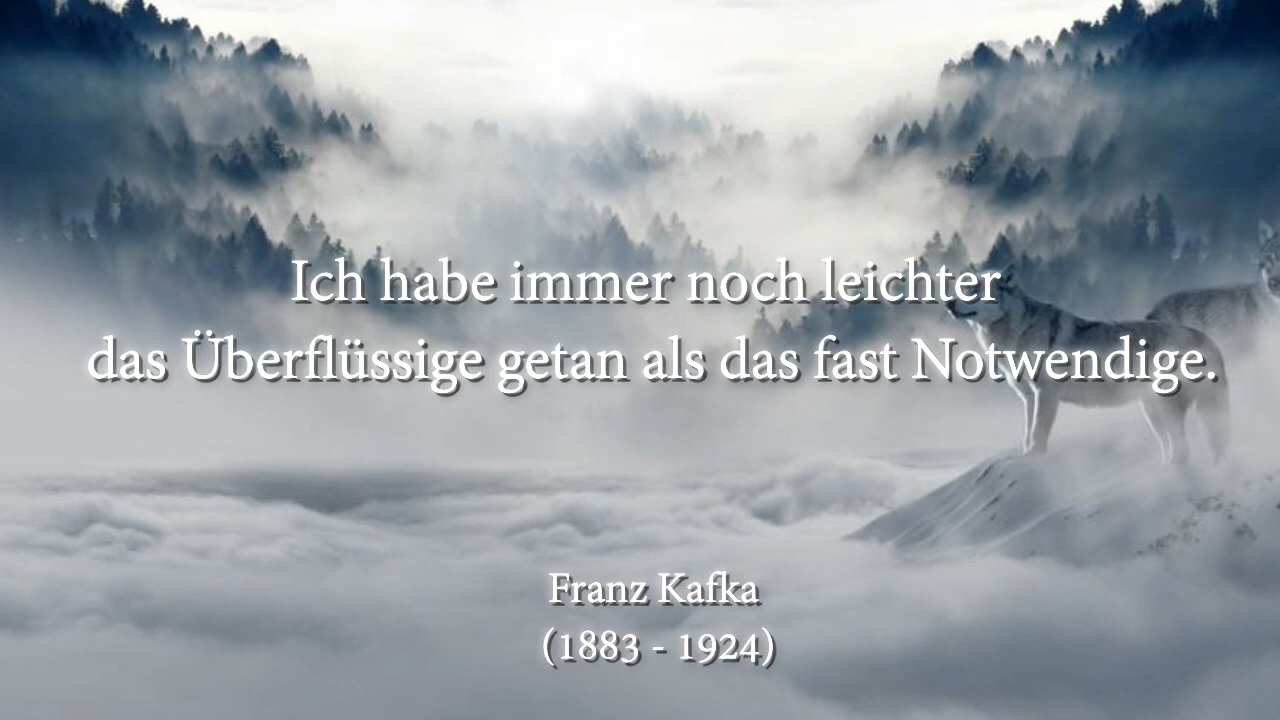 Ich habe immer noch leichter
das Überflüssige getan als das fast Notwendige.
Franz Kafka
(1883 - 1924)